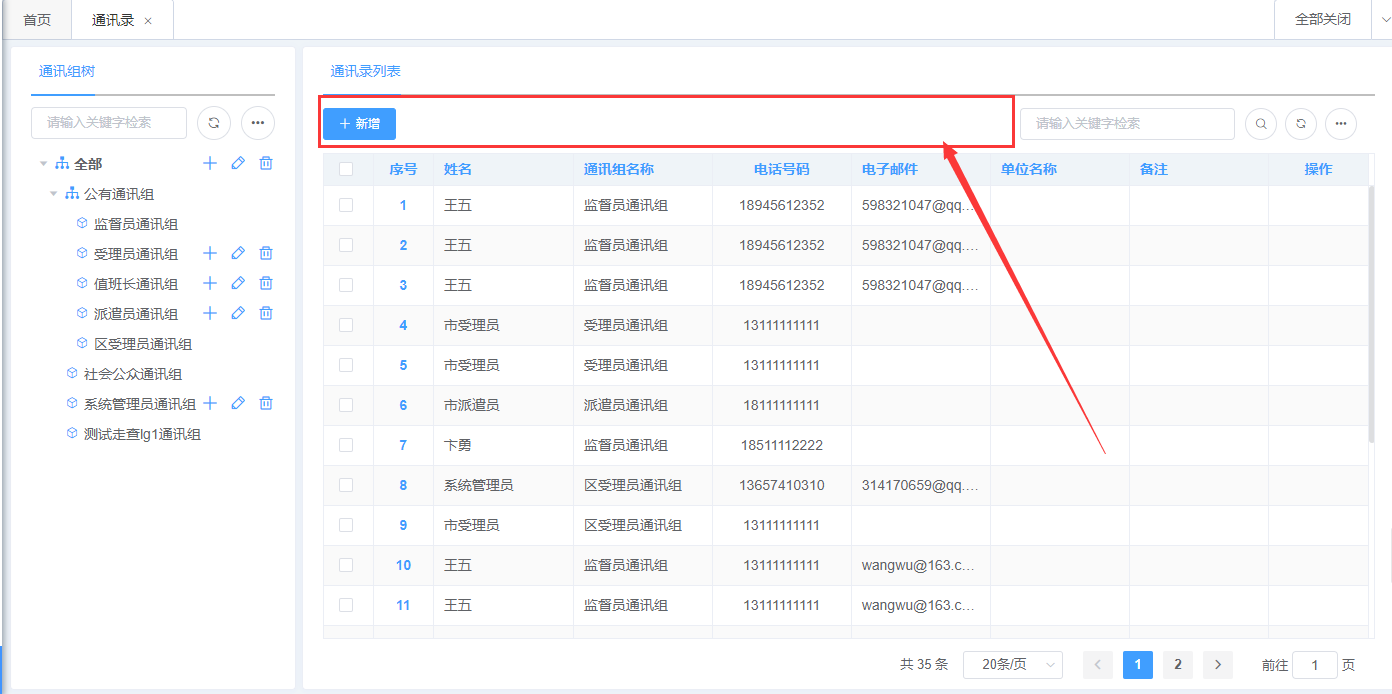 首页
通讯录 ×
全部关闭
通讯组树
请输入关键字检索
全部
公有通讯组
监督员通讯组
受理员通讯组
值班长通讯组
派遣员通讯组
区受理员通讯组
社会公众通讯组
系统管理员通讯组
测试走查lg1通讯组
通讯录列表
+ 新增
请输入关键字检索
序号 姓名 通讯组名称 电话号码 电子邮件 单位名称 备注 操作
1 王五 监督员通讯组 18945612352 598321047@qq....
2 王五 监督员通讯组 18945612352 598321047@qq....
3 王五 监督员通讯组 18945612352 598321047@qq....
4 市受理员 受理员通讯组 13111111111
5 市受理员 受理员通讯组 13111111111
6 市派遣员 派遣员通讯组 18111111111
7 卞勇 监督员通讯组 18511112222
8 系统管理员 区受理员通讯组 13657410310 314170659@qq....
9 市受理员 区受理员通讯组 13111111111
10 王五 监督员通讯组 13111111111 wangwu@163.c...
11 王五 监督员通讯组 13111111111 wangwu@163.c...
共 35 条 20条/页 < 1 2 > 前往 1 页